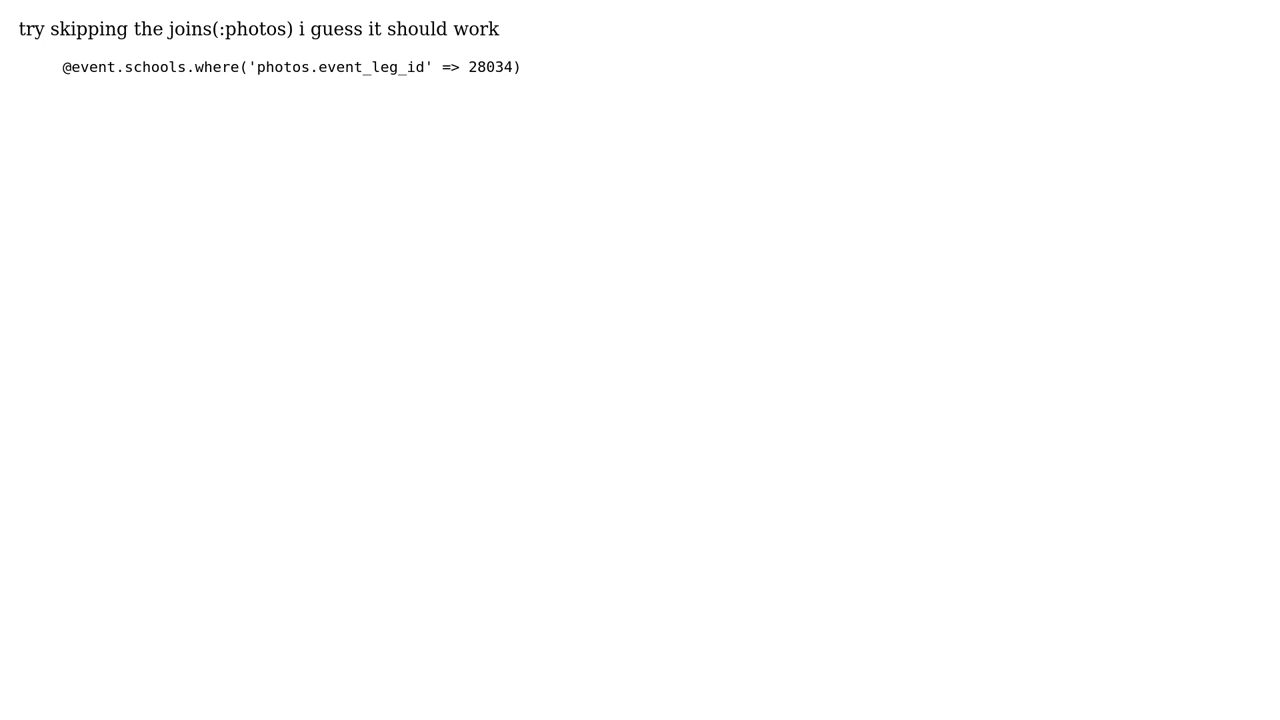 try skipping the joins(:photos) i guess it should work
@event.schools.where('photos.event_leg_id' => 28034)